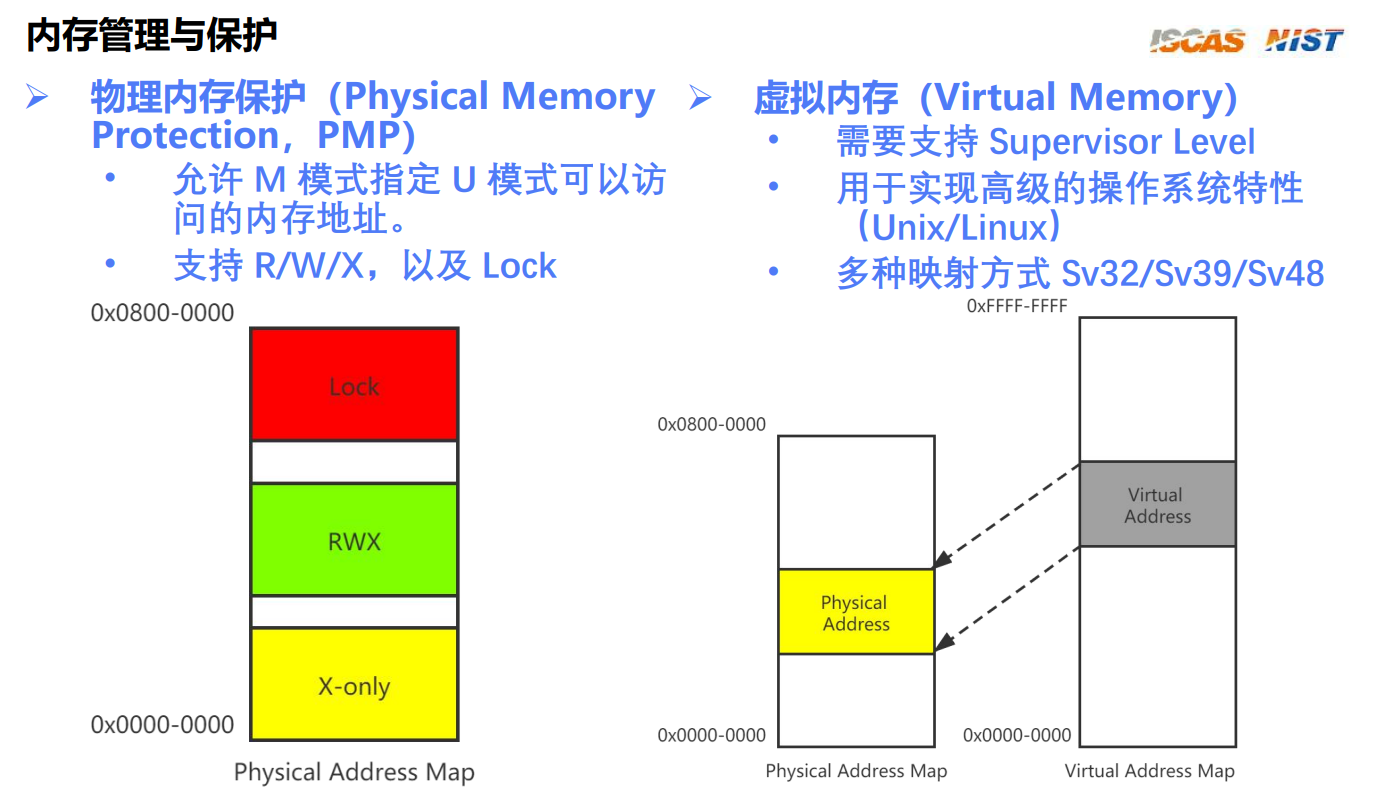 内存管理与保护
ISCAS NIST
➢ 物理内存保护（Physical Memory
Protection，PMP）
• 允许 M 模式指定 U 模式可以访
问的内存地址。
• 支持 R/W/X，以及 Lock
0x0800-0000
Lock
RWX
X-only
0x0000-0000
Physical Address Map
➢ 虚拟内存（Virtual Memory）
• 需要支持 Supervisor Level
• 用于实现高级的操作系统特性
（Unix/Linux）
• 多种映射方式 Sv32/Sv39/Sv48
0xFFFF-FFFF
0x0800-0000
Virtual
Address
Physical
Address
0x0000-0000
0x0000-0000
Physical Address Map
Virtual Address Map